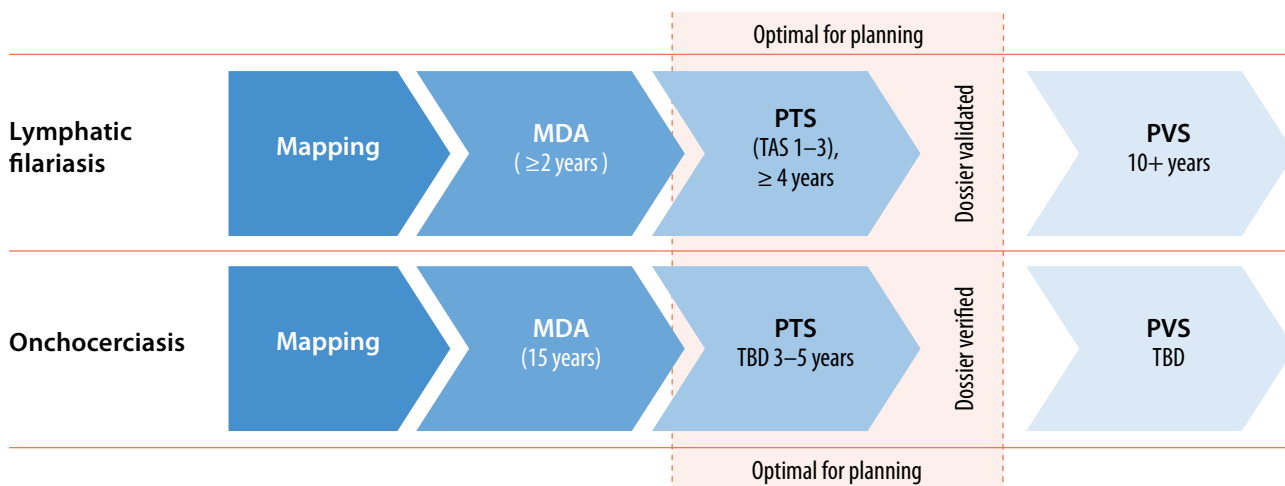 Optimal for planning
Lymphatic
filariasis
Mapping
MDA
( ≥2 years )
PTS
(TAS 1–3),
≥ 4 years
Dossier validated
PVS
10+ years
Onchocerciasis
Mapping
MDA
(15 years)
PTS
TBD 3–5 years
Dossier verified
PVS
TBD
Optimal for planning